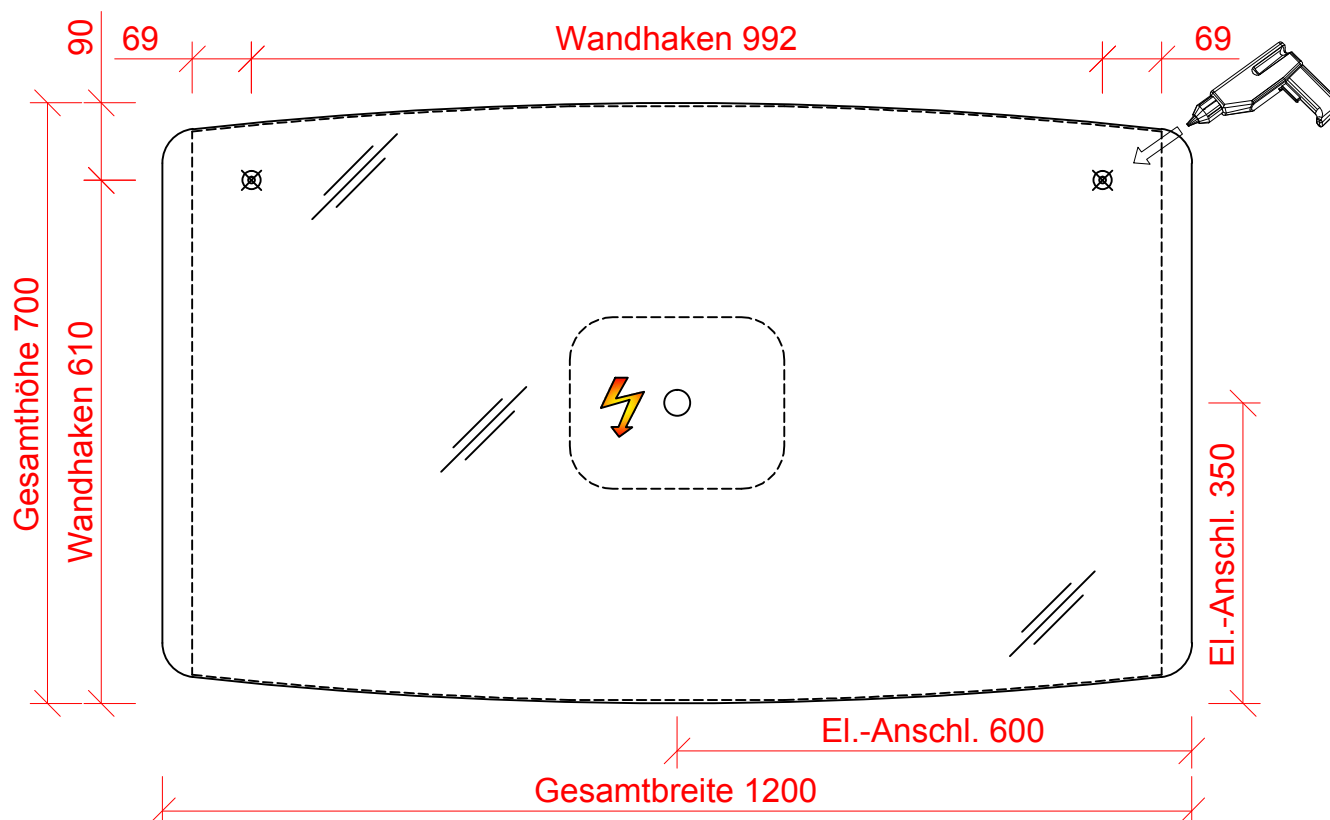 90
69
Wandhaken 992
69
Gesamthöhe 700
Wandhaken 610
El.-Anschl. 350
El.-Anschl. 600
Gesamtbreite 1200